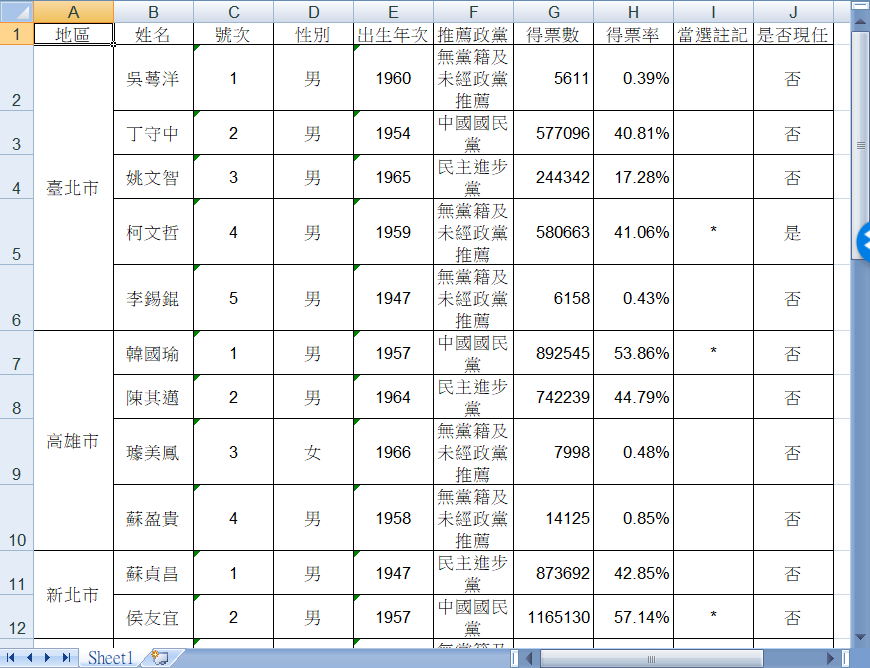 A B C D E F G H I J
1 地區 姓名 號次 性別 出生年次 推薦政黨 得票數 得票率 當選註記 是否現任
2 臺北市 吳蕚洋 1 男 1960 無黨籍及未經政黨推薦 5611 0.39% 否
3 丁守中 2 男 1954 中國國民黨 577096 40.81% 否
4 姚文智 3 男 1965 民主進步黨 244342 17.28% 否
5 柯文哲 4 男 1959 無黨籍及未經政黨推薦 580663 41.06% * 是
6 李錫錕 5 男 1947 無黨籍及未經政黨推薦 6158 0.43% 否
7 高雄市 韓國瑜 1 男 1957 中國國民黨 892545 53.86% * 否
8 陳其邁 2 男 1964 民主進步黨 742239 44.79% 否
9 璩美鳳 3 女 1966 無黨籍及未經政黨推薦 7998 0.48% 否
10 蘇盈貴 4 男 1958 無黨籍及未經政黨推薦 14125 0.85% 否
11 新北市 蘇貞昌 1 男 1947 民主進步黨 873692 42.85% 否
12 侯友宜 2 男 1957 中國國民黨 1165130 57.14% * 否
Sheet1